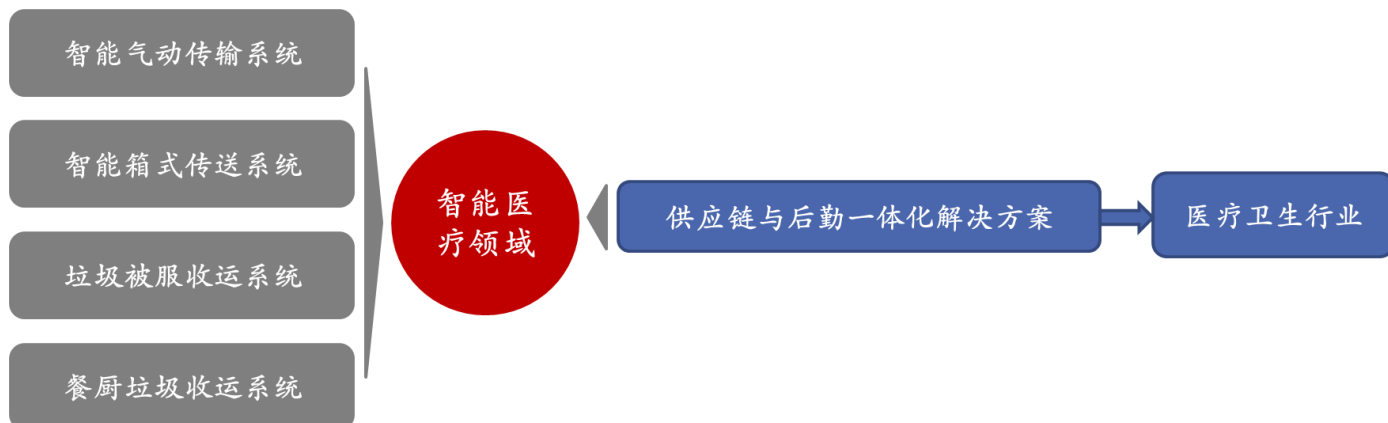 智能气动传输系统
智能箱式传送系统
垃圾被服收运系统
餐厨垃圾收运系统
智能医
疗领域
供应链与后勤一体化解决方案
医疗卫生行业